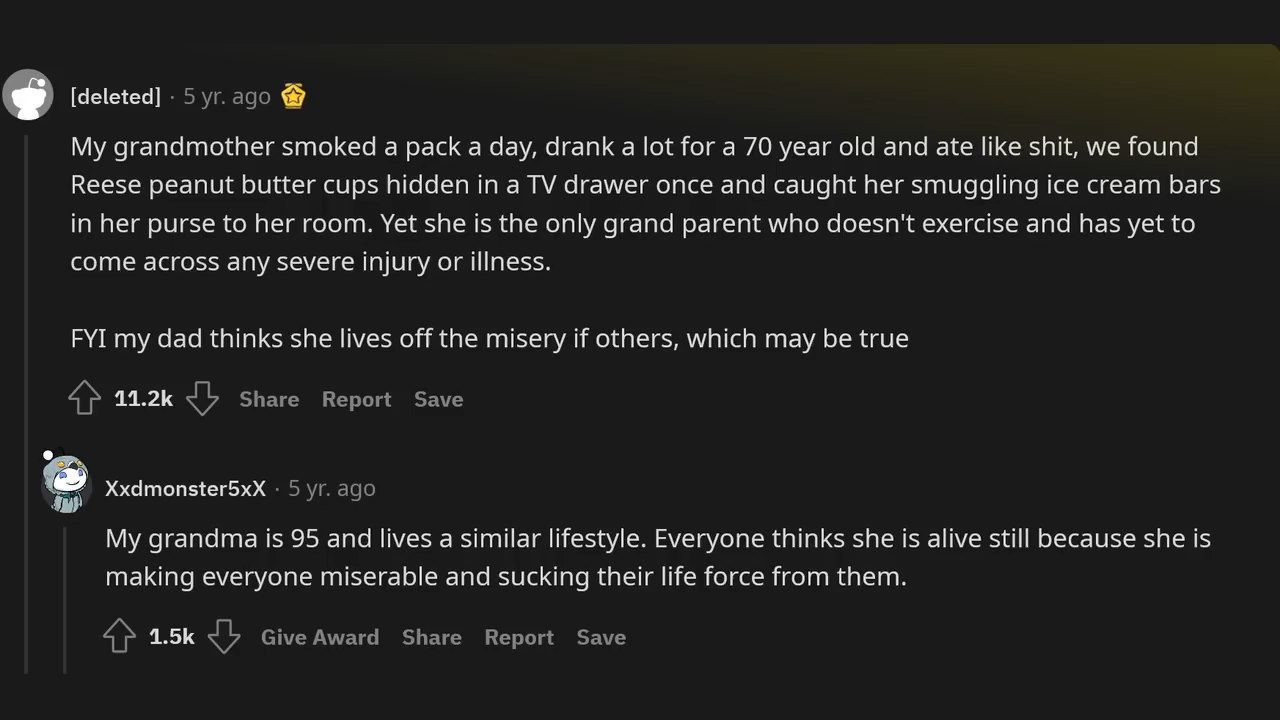 [deleted] · 5 yr. ago
My grandmother smoked a pack a day, drank a lot for a 70 year old and ate like shit, we found
Reese peanut butter cups hidden in a TV drawer once and caught her smuggling ice cream bars
in her purse to her room. Yet she is the only grand parent who doesn't exercise and has yet to
come across any severe injury or illness.
FYI my dad thinks she lives off the misery if others, which may be true
11.2k Share Report Save
Xxdmonster5xX · 5 yr. ago
My grandma is 95 and lives a similar lifestyle. Everyone thinks she is alive still because she is
making everyone miserable and sucking their life force from them.
1.5k Give Award Share Report Save